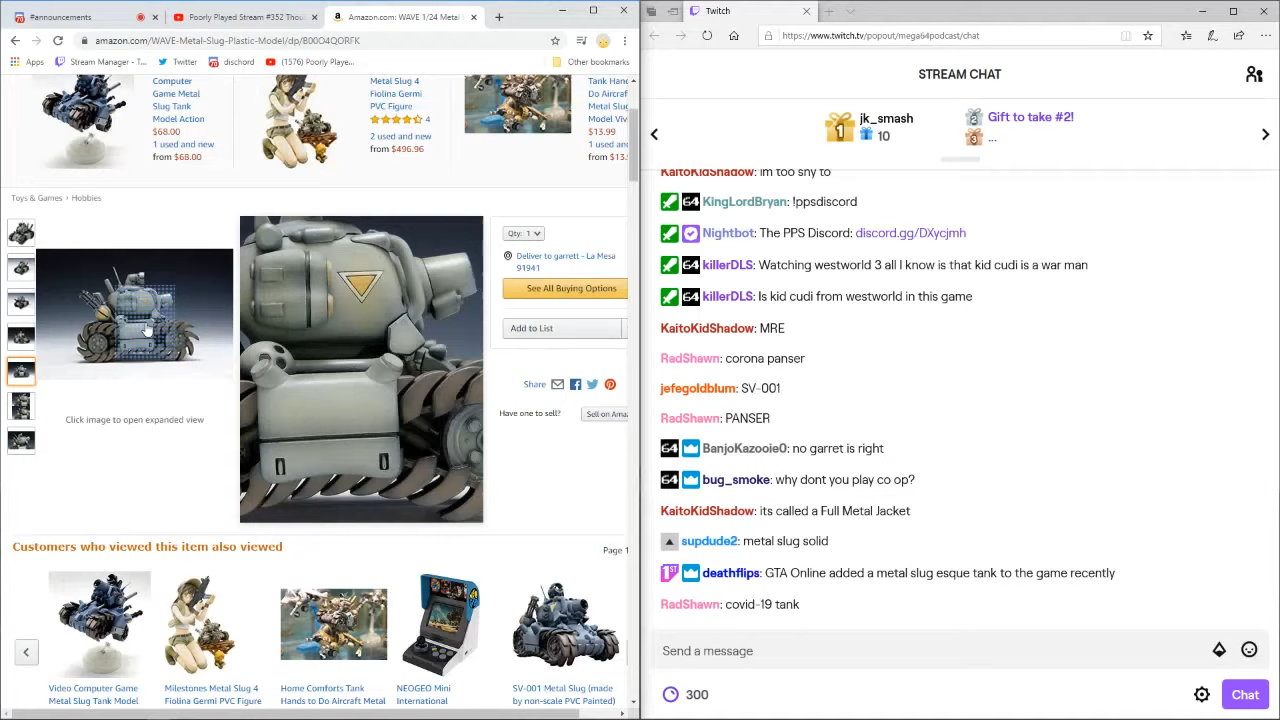 #announcements
Poorly Played Stream #352 Thou
Amazon.com: WAVE 1/24 Metal
amazon.com/WAVE-Metal-Slug-Plastic-Model/dp/B00O4QORFK
Apps
Stream Manager - T...
Twitter
dischord
(1576) Poorly Playe...
Other bookmarks
Computer
Game Metal
Slug Tank
Model Action
$68.00
1 used and new
from $68.00
Metal Slug 4
Fiolina Germi
PVC Figure
4
2 used and new
from $496.96
Tank Han
Do Aircraf
Metal Slug
Model Viv
$13.99
1 used and
from $13.
Toys & Games › Hobbies
Qty: 1
Deliver to garrett - La Mesa
91941
See All Buying Options
Add to List
Share
Have one to sell?
Sell on Amaz
Click image to open expanded view
Customers who viewed this item also viewed
Page 1
Video Computer Game
Metal Slug Tank Model
Milestones Metal Slug 4
Fiolina Germi PVC Figure
Home Comforts Tank
Hands to Do Aircraft Metal
NEOGEO Mini
International
SV-001 Metal Slug (made
by non-scale PVC Painted)
Twitch
https://www.twitch.tv/popout/mega64podcast/chat
STREAM CHAT
1
jk_smash
10
2
Gift to take #2!
3
...
KaitoKidShadow: im too shy to
64 KingLordBryan: !ppsdiscord
Nightbot: The PPS Discord: discord.gg/DXycjmh
64 killerDLS: Watching westworld 3 all I know is that kid cudi is a war man
64 killerDLS: Is kid cudi from westworld in this game
KaitoKidShadow: MRE
RadShawn: corona panser
jefegoldblum: SV-001
RadShawn: PANSER
64 BanjoKazooie0: no garret is right
64 bug_smoke: why dont you play co op?
KaitoKidShadow: its called a Full Metal Jacket
supdude2: metal slug solid
1ST deathflips: GTA Online added a metal slug esque tank to the game recently
RadShawn: covid-19 tank
Send a message
300
Chat